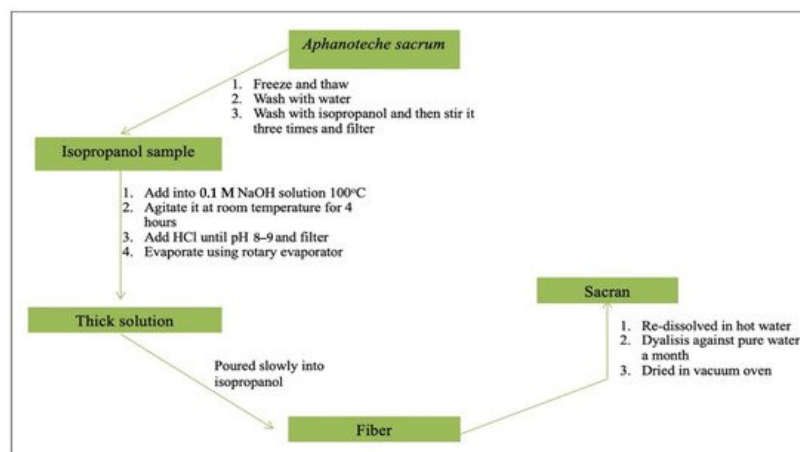 Aphanoteche sacrum
1. Freeze and thaw
2. Wash with water
3. Wash with isopropanol and then stir it
three times and filter
Isopropanol sample
1. Add into 0.1 M NaOH solution 100°C
2. Agitate it at room temperature for 4
hours
3. Add HCl until pH 8–9 and filter
4. Evaporate using rotary evaporator
Thick solution
Poured slowly into
isopropanol
Fiber
Sacran
1. Re-dissolved in hot water
2. Dyalisis against pure water
a month
3. Dried in vacuum oven